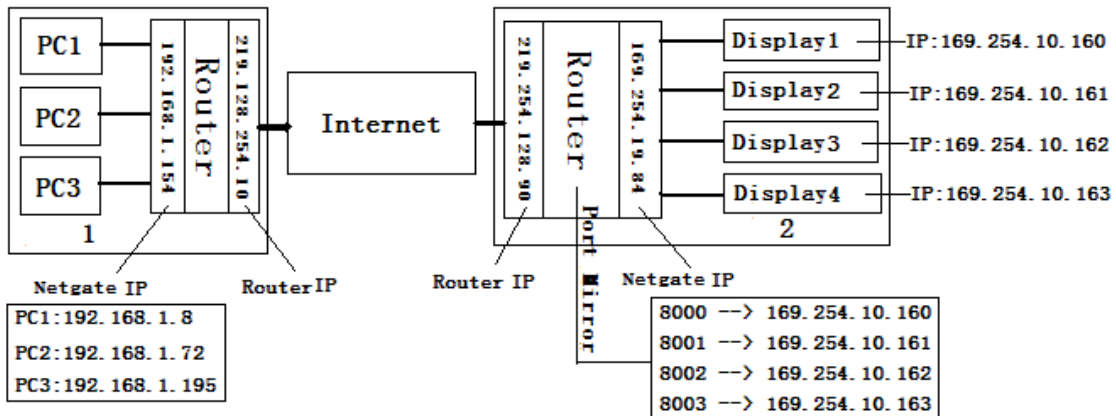 PC1
PC2
PC3
192.168.1.154
Router
219.128.254.10
1
Internet
219.254.128.90
Router
169.254.19.84
Display1
Display2
Display3
Display4
2
IP:169.254.10.160
IP:169.254.10.161
IP:169.254.10.162
IP:169.254.10.163
Netgate IP
Router IP
Router IP
Port Mirror
Netgate IP
PC1:192.168.1.8
PC2:192.168.1.72
PC3:192.168.1.195
8000 --> 169.254.10.160
8001 --> 169.254.10.161
8002 --> 169.254.10.162
8003 --> 169.254.10.163